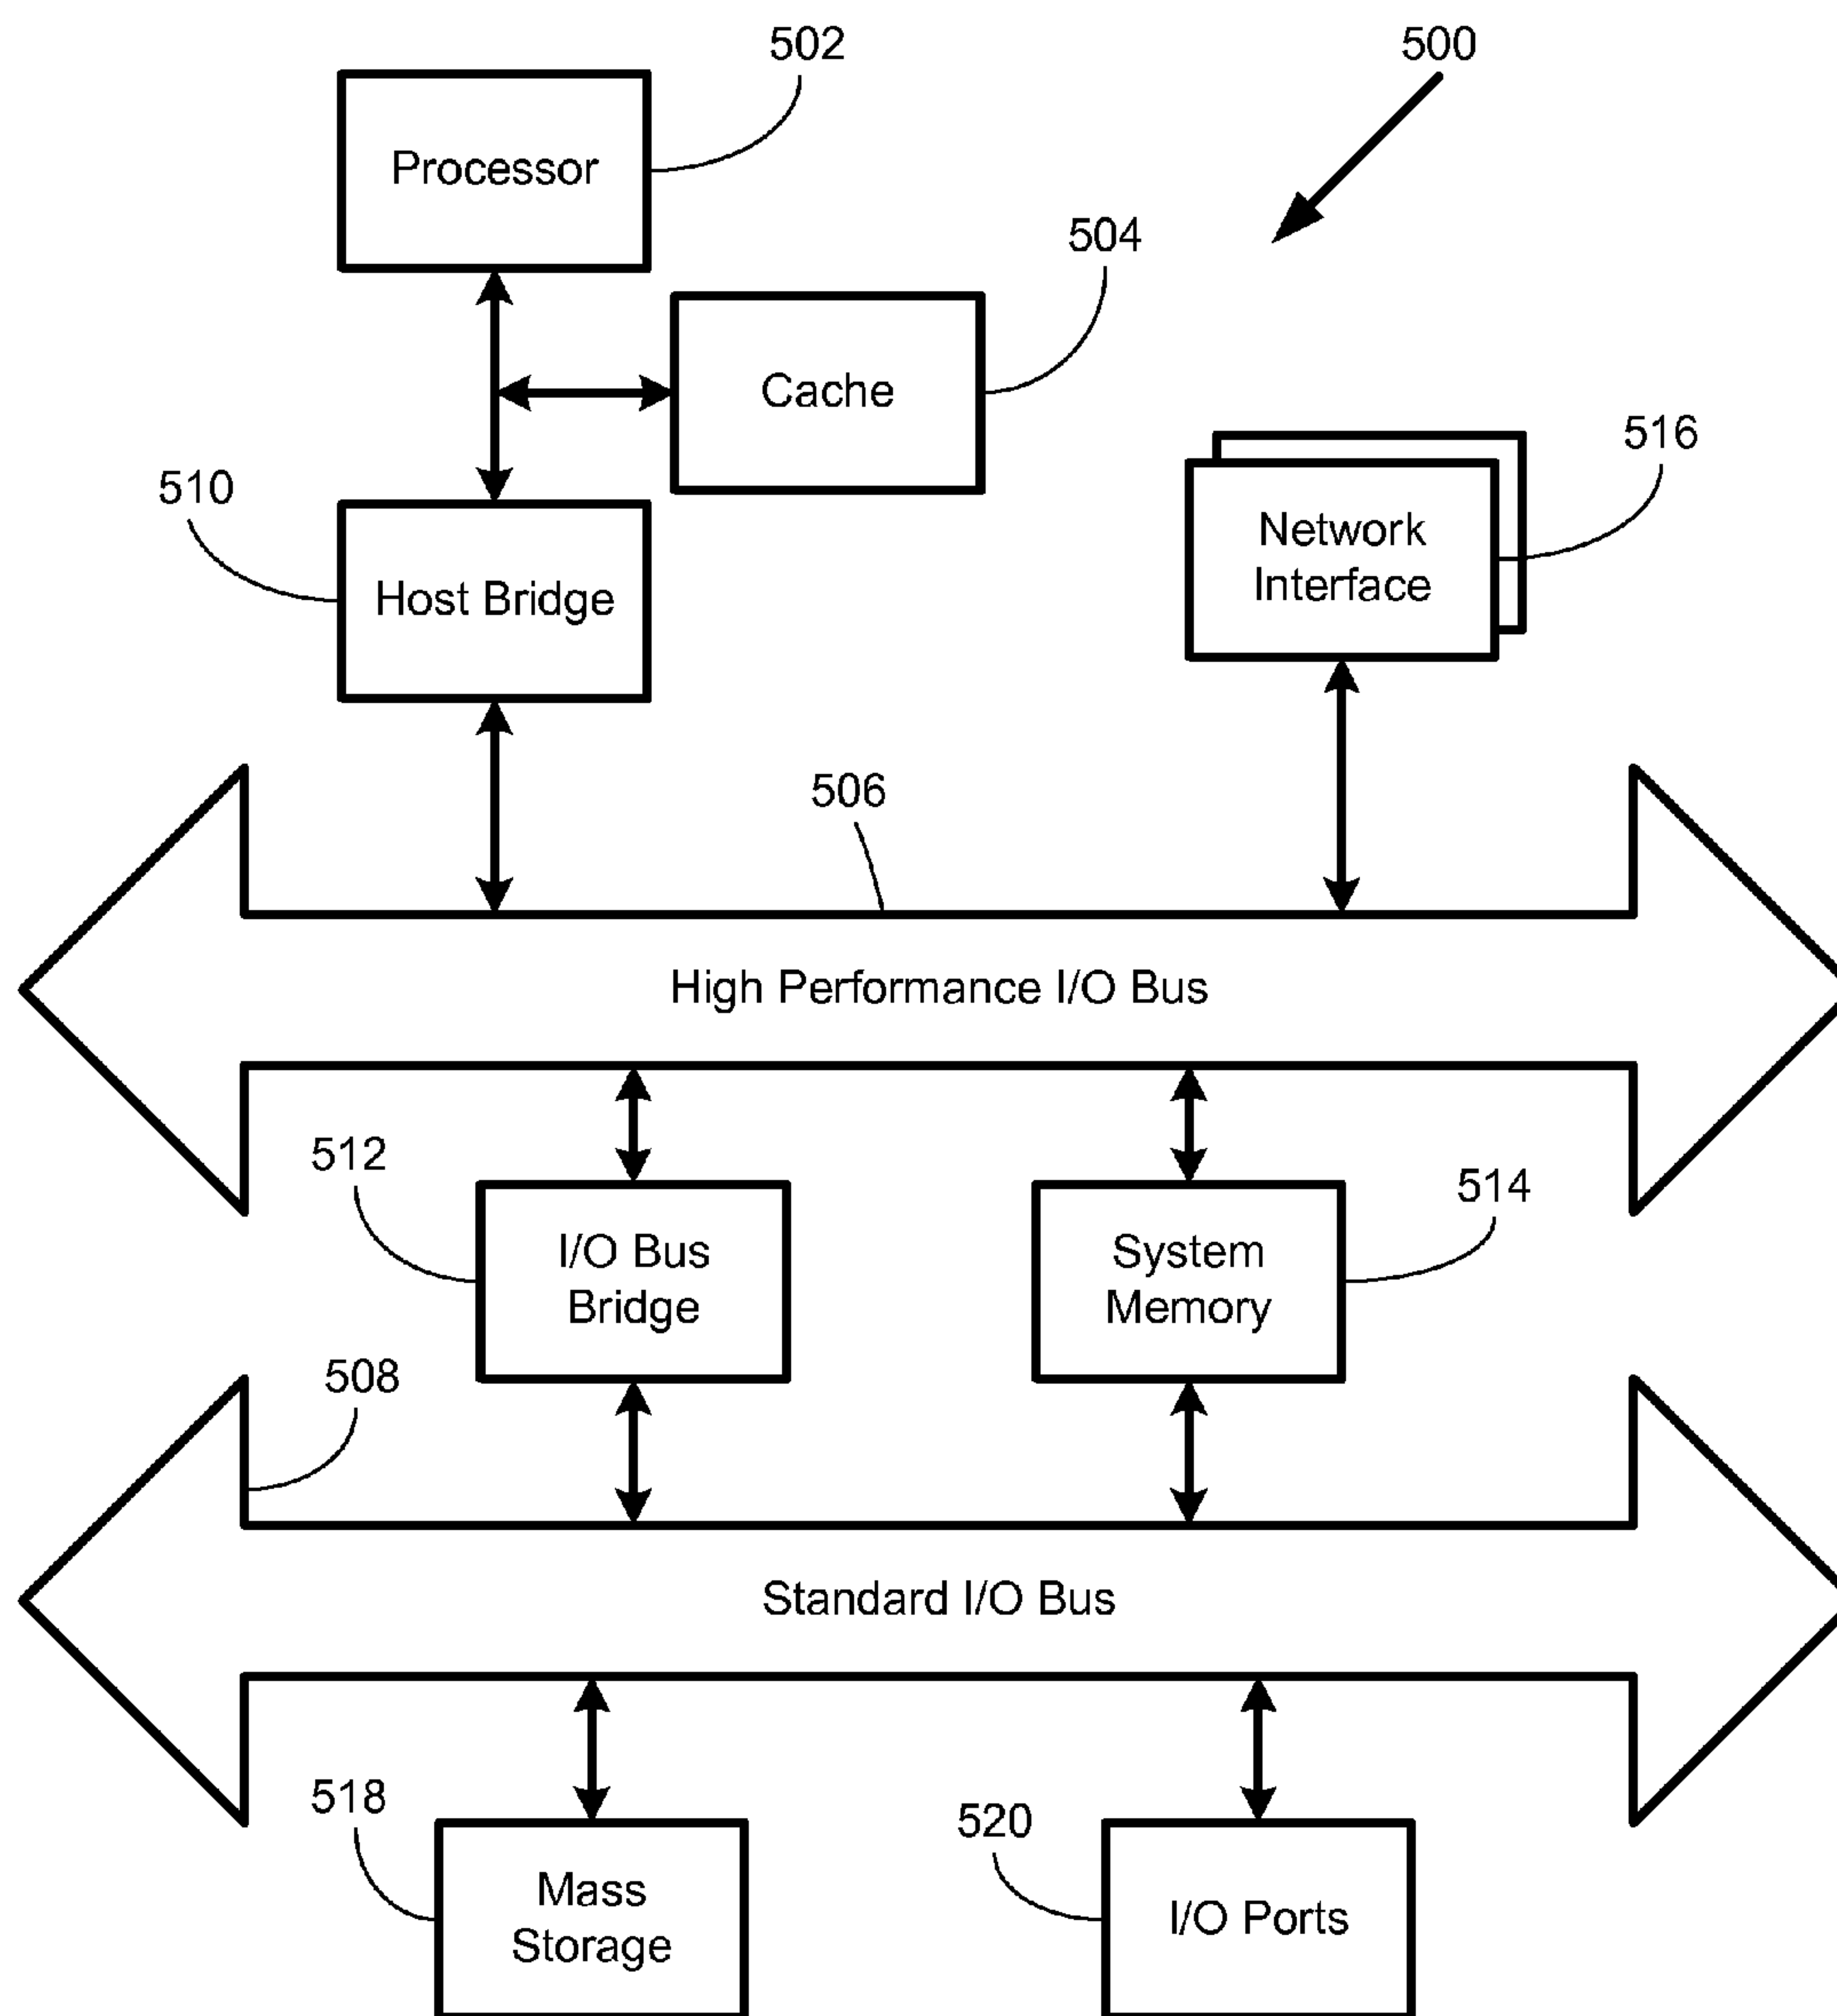 502
500
Processor
504
Cache
516
510
Network
Interface
Host Bridge
506
High Performance I/O Bus
512
514
I/O Bus
Bridge
System
Memory
508
Standard I/O Bus
518
520
Mass
Storage
I/O Ports